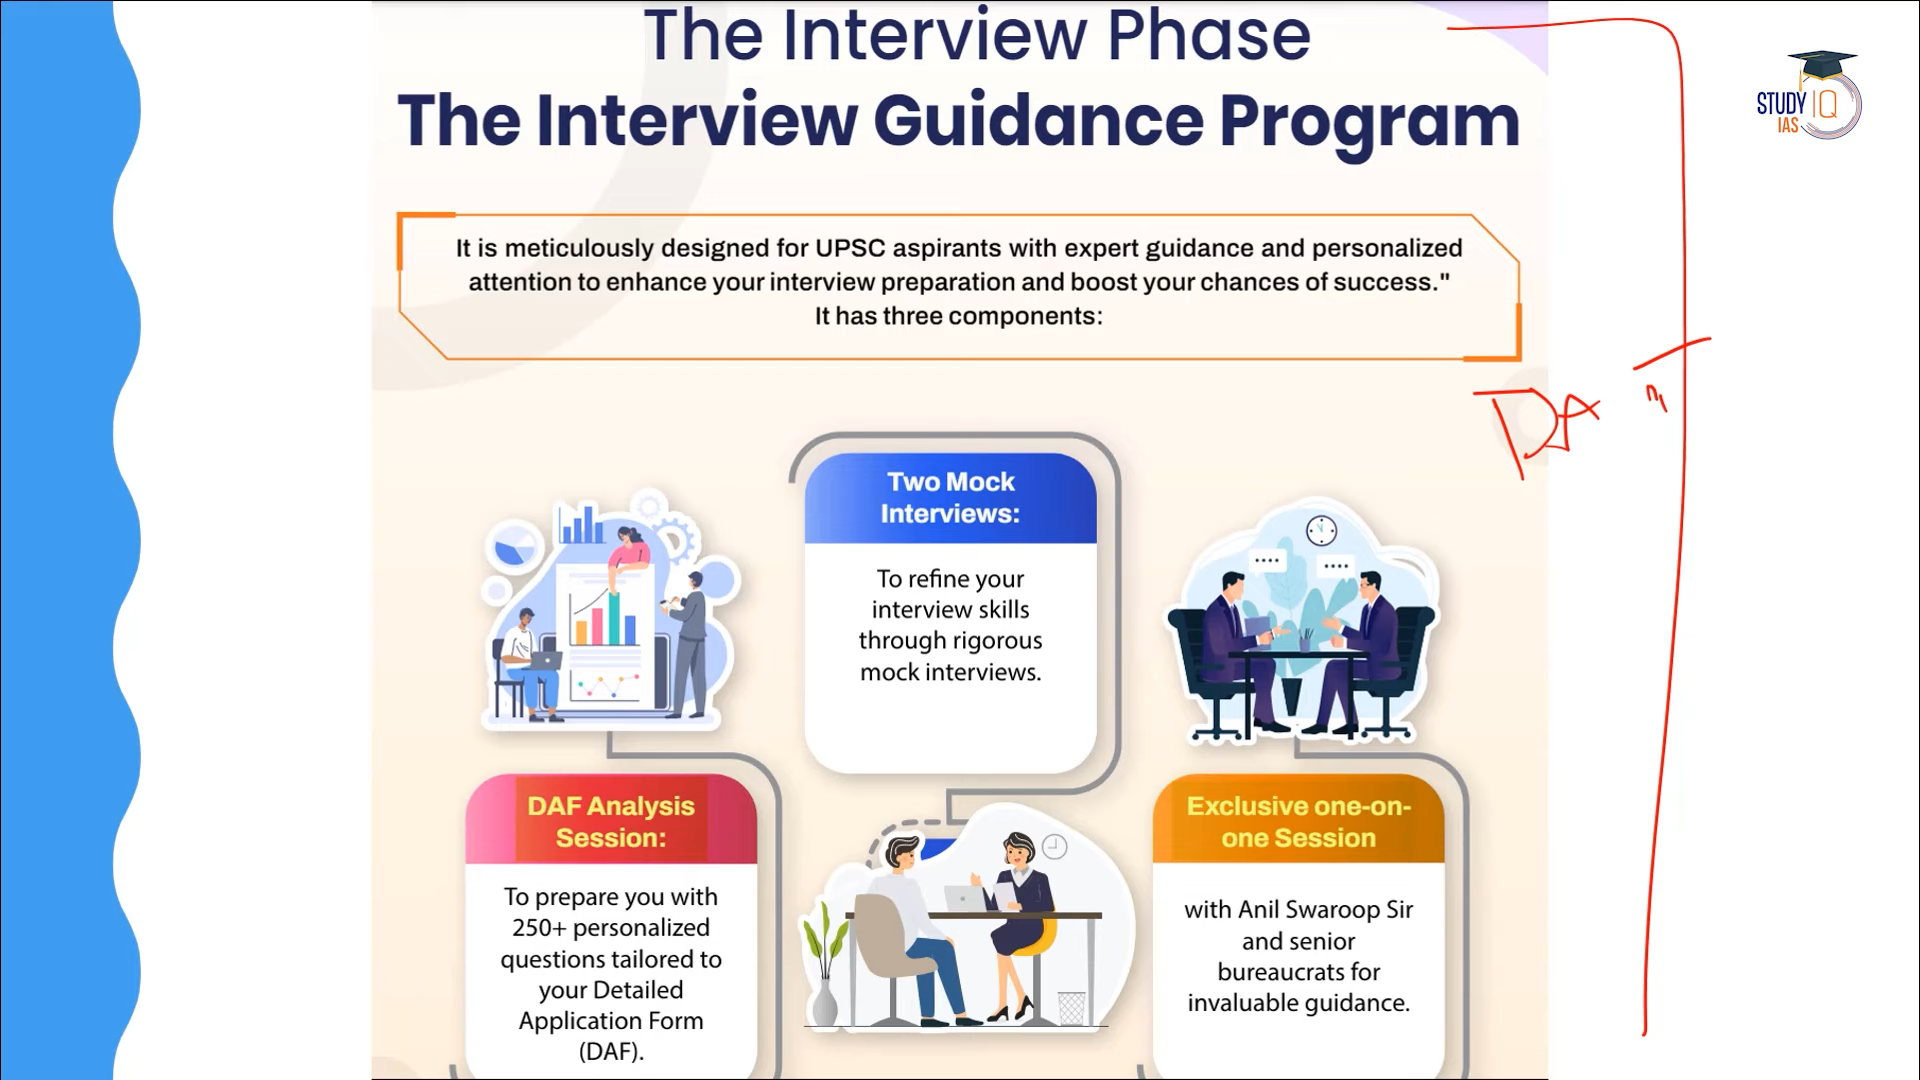 The Interview Phase
The Interview Guidance Program
STUDY IQ
IAS
It is meticulously designed for UPSC aspirants with expert guidance and personalized
attention to enhance your interview preparation and boost your chances of success."
It has three components:
DA
Two Mock
Interviews:
To refine your
interview skills
through rigorous
mock interviews.
DAF Analysis
Session:
To prepare you with
250+ personalized
questions tailored to
your Detailed
Application Form
(DAF).
Exclusive one-on-
one Session
with Anil Swaroop Sir
and senior
bureaucrats for
invaluable guidance.